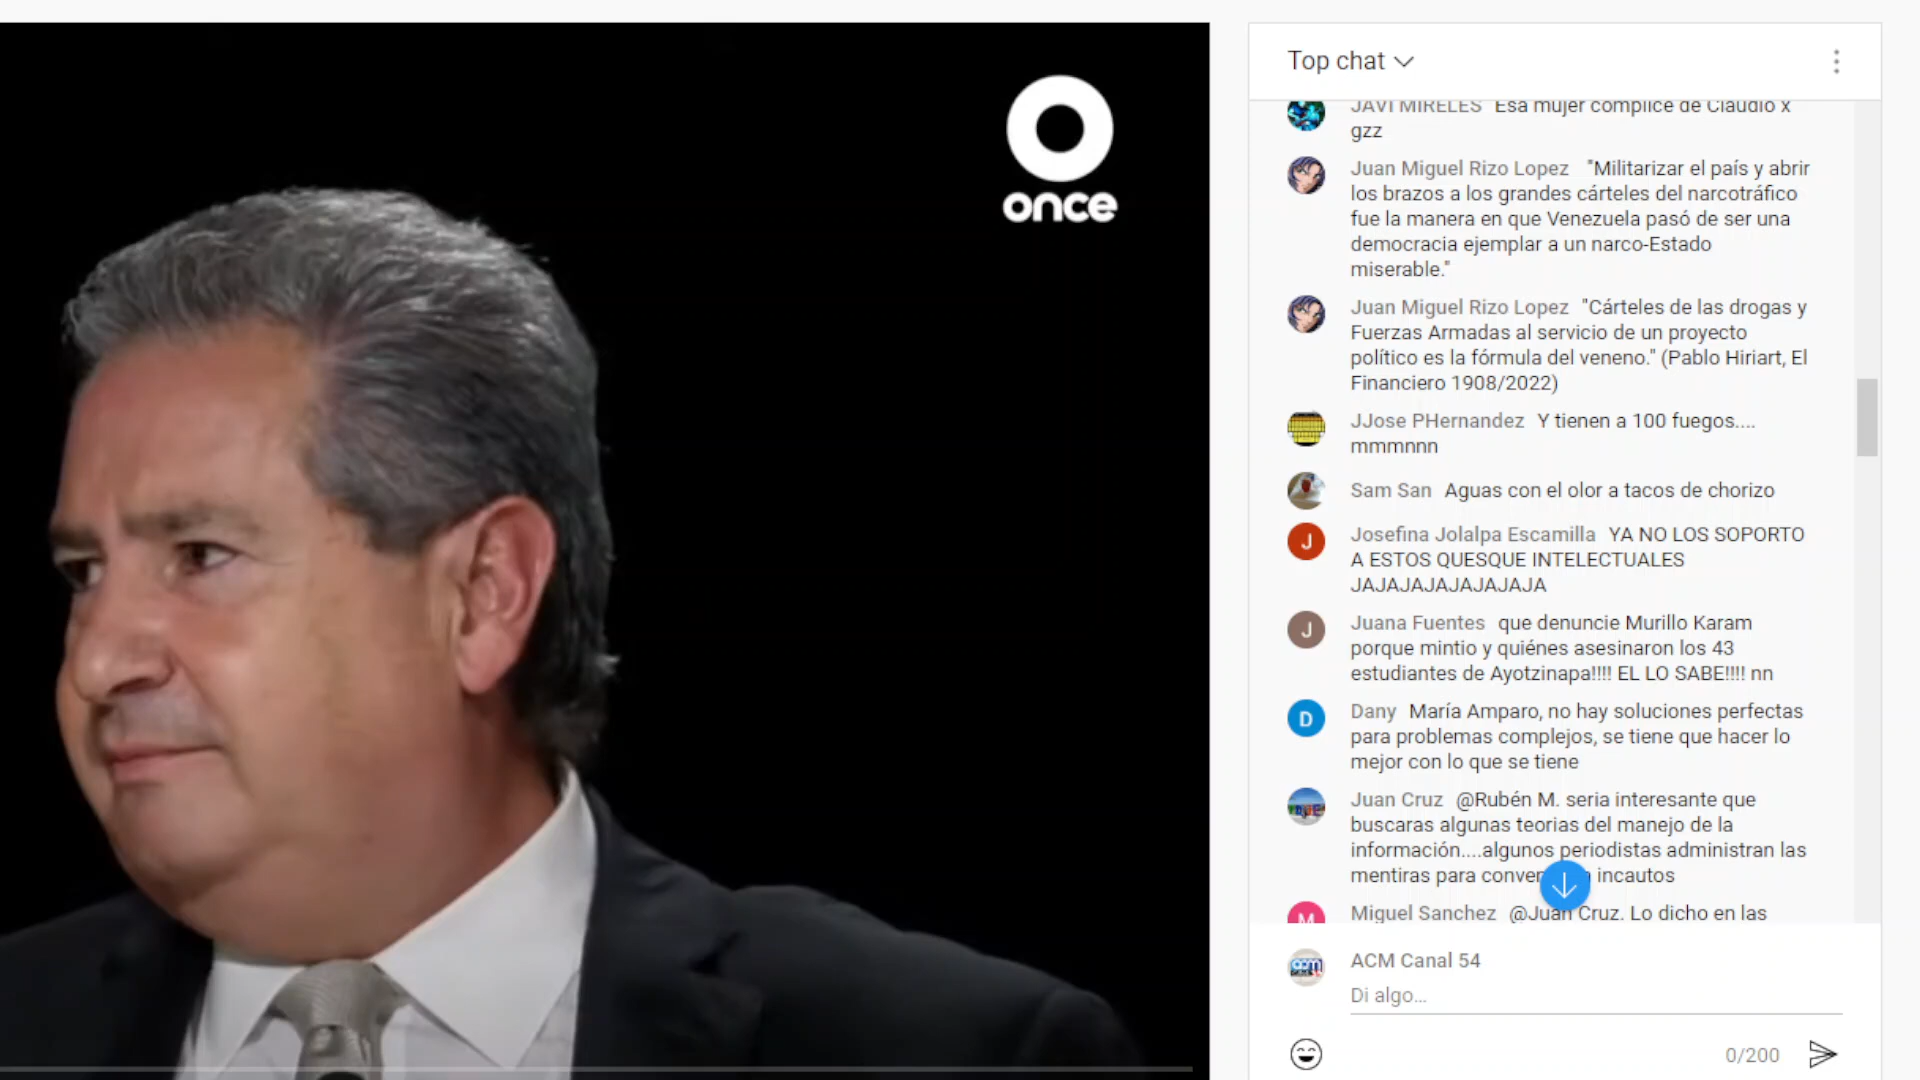 once
Top chat
JAVI MIRELES Esa mujer complice de Claudio x
gzz
Juan Miguel Rizo Lopez "Militarizar el país y abrir
los brazos a los grandes cárteles del narcotráfico
fue la manera en que Venezuela pasó de ser una
democracia ejemplar a un narco-Estado
miserable."
Juan Miguel Rizo Lopez "Cárteles de las drogas y
Fuerzas Armadas al servicio de un proyecto
político es la fórmula del veneno." (Pablo Hiriart, El
Financiero 1908/2022)
JJose PHernandez Y tienen a 100 fuegos....
mmmnnn
Sam San Aguas con el olor a tacos de chorizo
J
Josefina Jolalpa Escamilla YA NO LOS SOPORTO
A ESTOS QUESQUE INTELECTUALES
JAJAJAJAJAJAJAJA
J
Juana Fuentes que denuncie Murillo Karam
porque mintio y quiénes asesinaron los 43
estudiantes de Ayotzinapa!!!! EL LO SABE!!!! nn
D
Dany María Amparo, no hay soluciones perfectas
para problemas complejos, se tiene que hacer lo
mejor con lo que se tiene
Juan Cruz @Rubén M. seria interesante que
buscaras algunas teorias del manejo de la
información....algunos periodistas administran las
mentiras para incautos
M
Miguel Sanchez @Juan Cruz. Lo dicho en las
ACM Canal 54
Di algo...
0/200